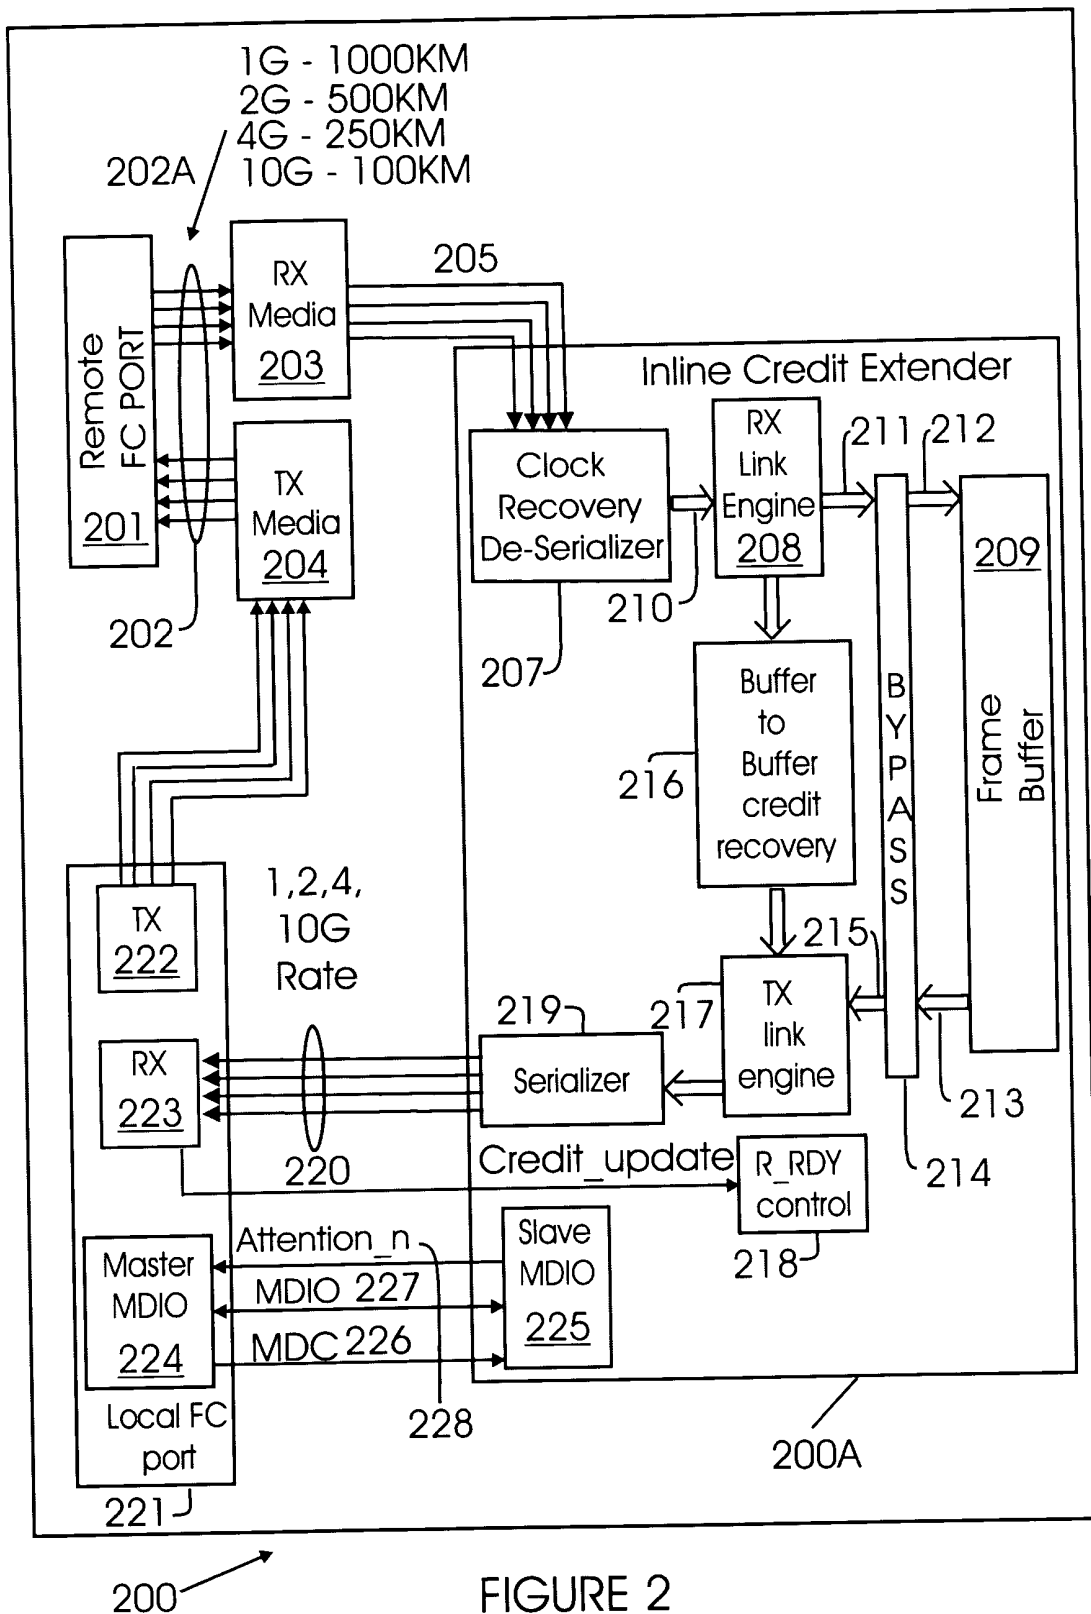 1G - 1000KM
2G - 500KM
4G - 250KM
10G - 100KM
202A
Remote
FC PORT
201
RX
Media
203
205
TX
Media
204
202
Inline Credit Extender
Clock
Recovery
De-Serializer
207
210
RX
Link
Engine
208
211
212
209
Frame
Buffer
BYPASS
Buffer
to
Buffer
credit
recovery
216
TX
222
1,2,4,
10G
Rate
215
217
TX
link
engine
219
Serializer
213
214
RX
223
220
Credit_update
R_RDY
control
218
Attention_n
MDIO 227
MDC 226
Slave
MDIO
225
Master
MDIO
224
228
Local FC
port
221
200A
200
FIGURE 2